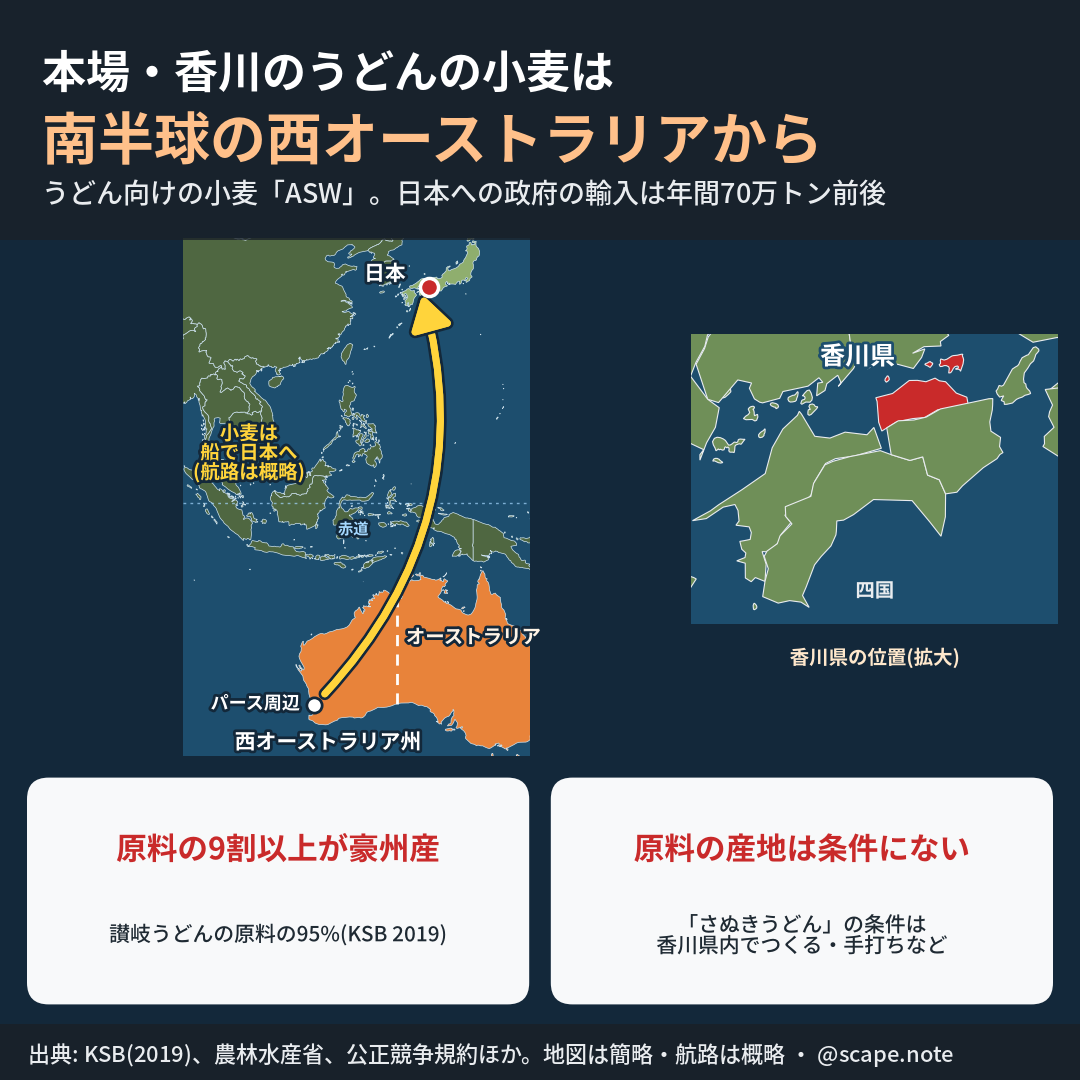 本場・香川のうどんの小麦は
南半球の西オーストラリアから
うどん向けの小麦「ASW」。日本への政府の輸入は年間70万トン前後
日本
小麦は
船で日本へ
(航路は概略)
赤道
オーストラリア
パース周辺
西オーストラリア州
香川県
四国
香川県の位置(拡大)
原料の9割以上が豪州産
讃岐うどんの原料の95%(KSB 2019)
原料の産地は条件にない
「さぬきうどん」の条件は
香川県内でつくる・手打ちなど
出典: KSB(2019)、農林水産省、公正競争規約ほか。地図は簡略・航路は概略 ・ @scape.note